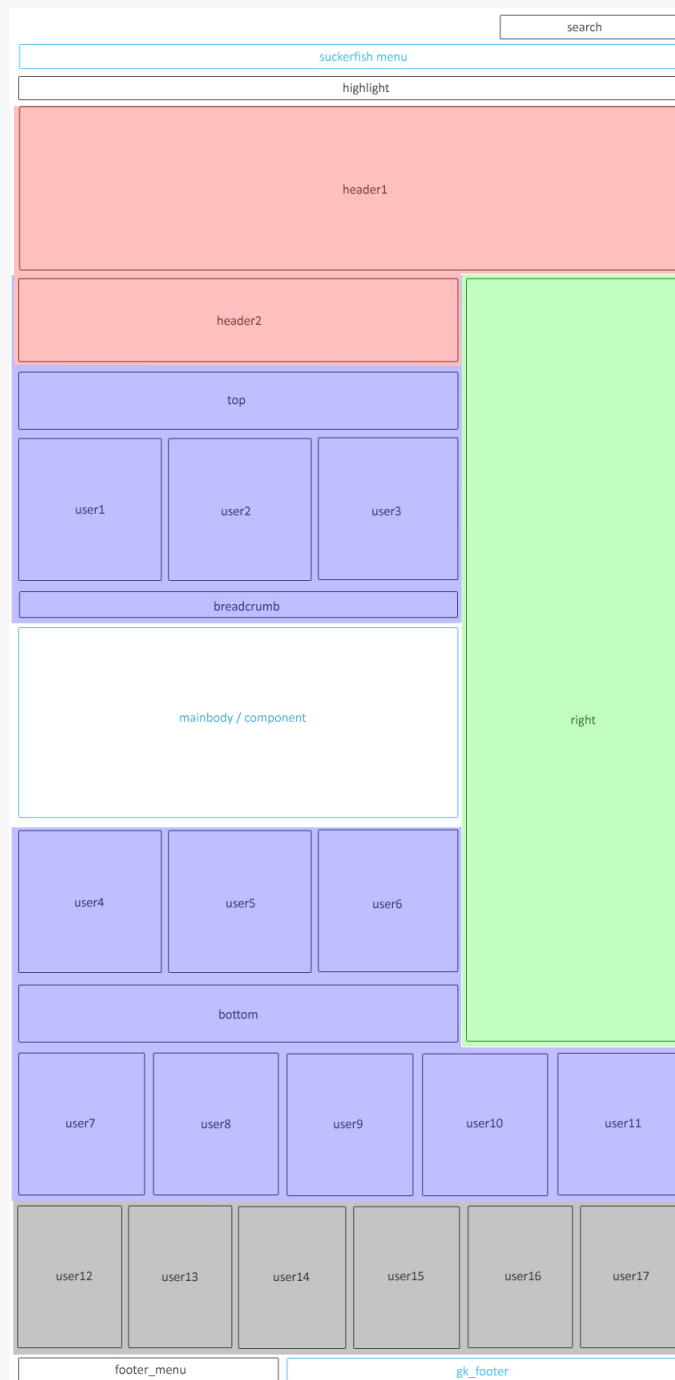 search
suckerfish menu
highlight
header1
header2
top
user1
user2
user3
breadcrumb
mainbody / component
right
user4
user5
user6
bottom
user7
user8
user9
user10
user11
user12
user13
user14
user15
user16
user17
footer_menu
gk_footer